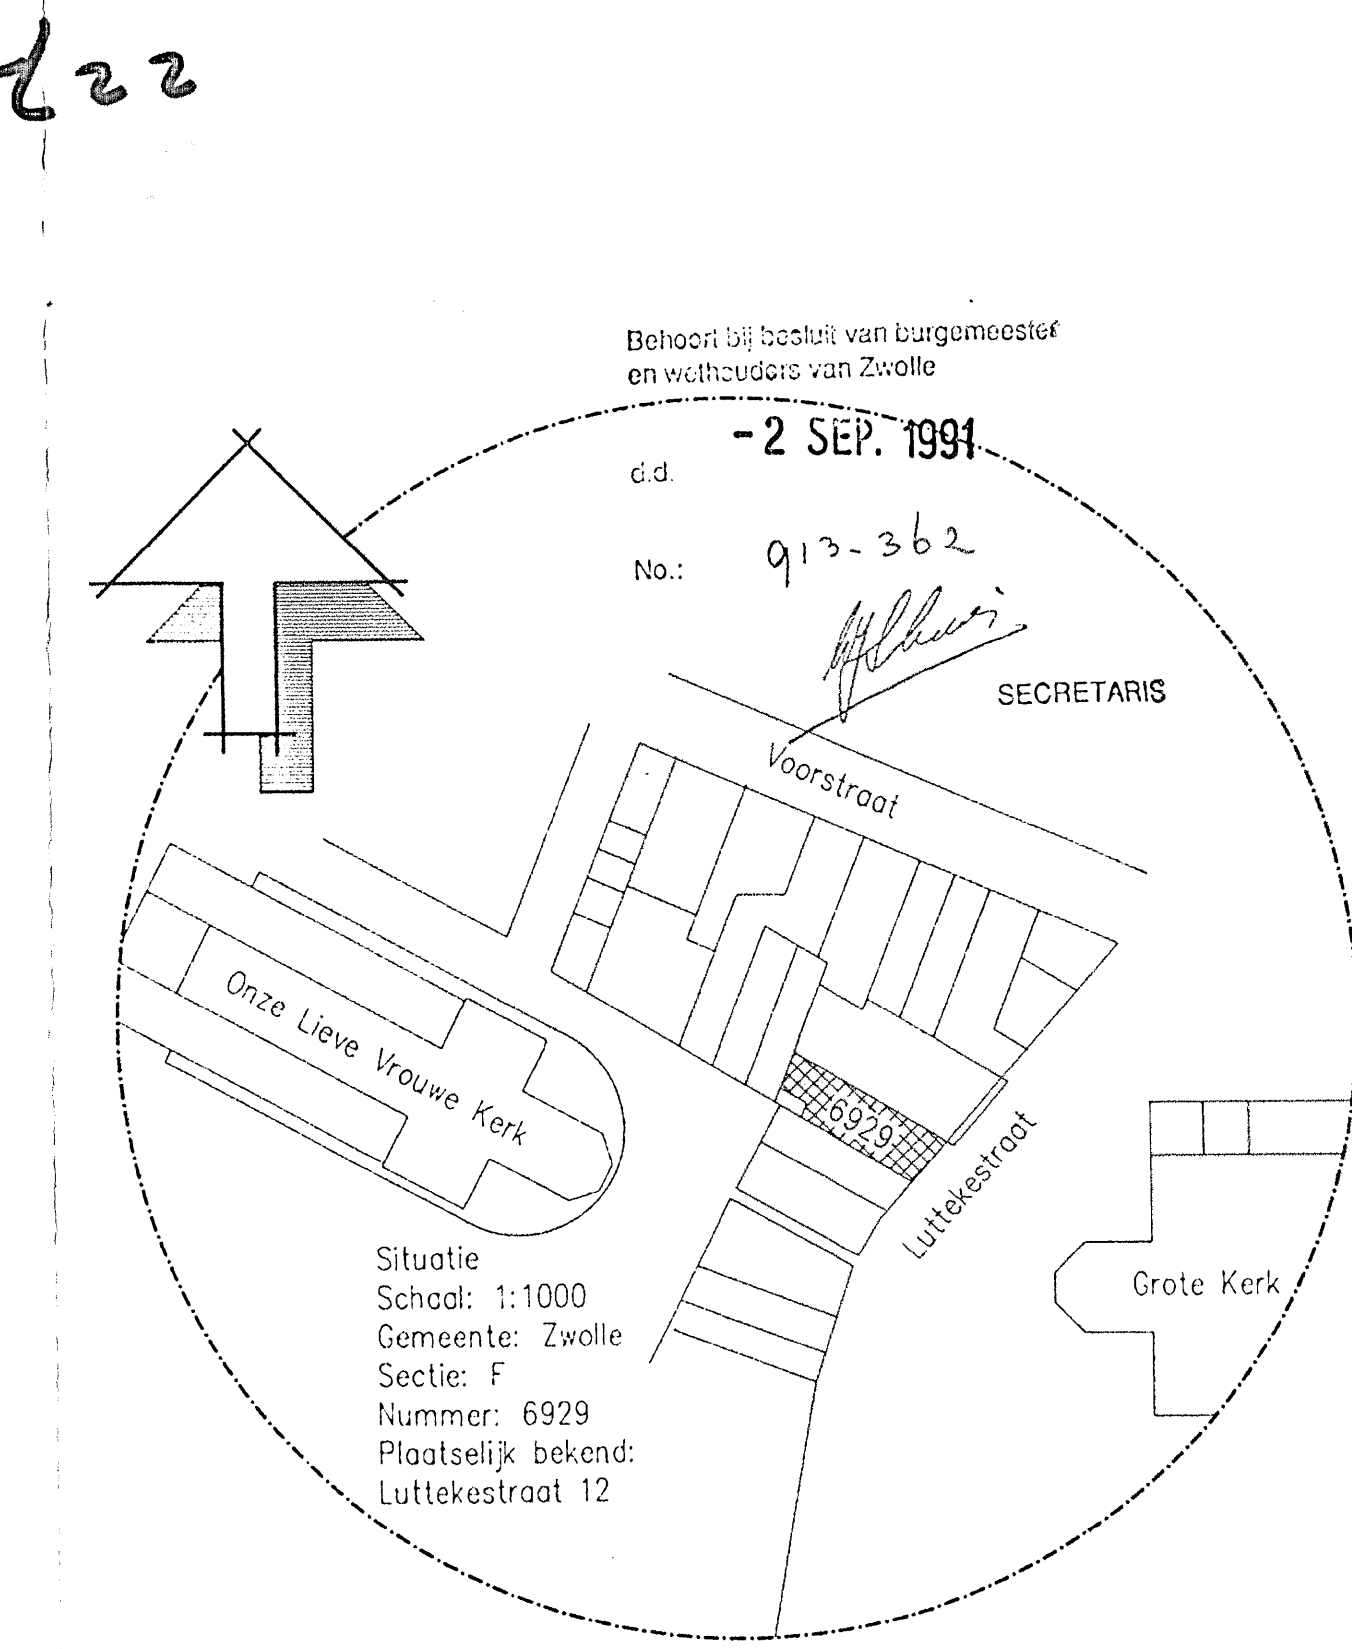 Behoort bij besluit van burgemeester
en wethouders van Zwolle
-2 SEP. 1991
d.d.
No.: 913-362
SECRETARIS
Voorstraat
Onze Lieve Vrouwe Kerk
6929
Luttekestraat
Grote Kerk
Situatie
Schaal: 1:1000
Gemeente: Zwolle
Sectie: F
Nummer: 6929
Plaatselijk bekend:
Luttekestraat 12